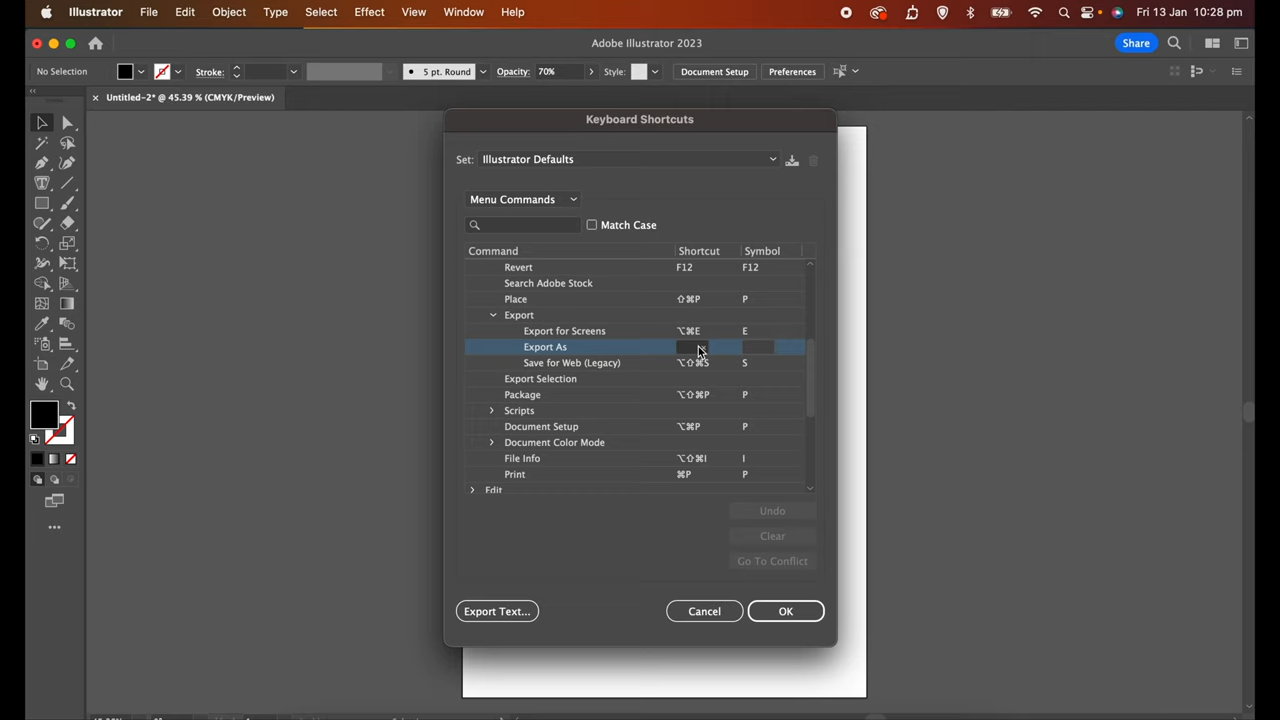 Illustrator File Edit Object Type Select Effect View Window Help Fri 13 Jan 10:28 pm
Adobe Illustrator 2023 Share
No Selection Stroke: 5 pt. Round Opacity: 70% Style: Document Setup Preferences
Untitled-2* @ 45.39 % (CMYK/Preview)
Keyboard Shortcuts
Set: Illustrator Defaults
Menu Commands
Match Case
Command Shortcut Symbol
Revert F12 F12
Search Adobe Stock
Place ⇧⌘P P
Export
Export for Screens ⌥⌘E E
Export As
Save for Web (Legacy) ⌥⇧⌘S S
Export Selection
Package ⌥⇧⌘P P
Scripts
Document Setup ⌥⌘P P
Document Color Mode
File Info ⌥⇧⌘I I
Print ⌘P P
Edit
Undo
Clear
Go To Conflict
Export Text... Cancel OK